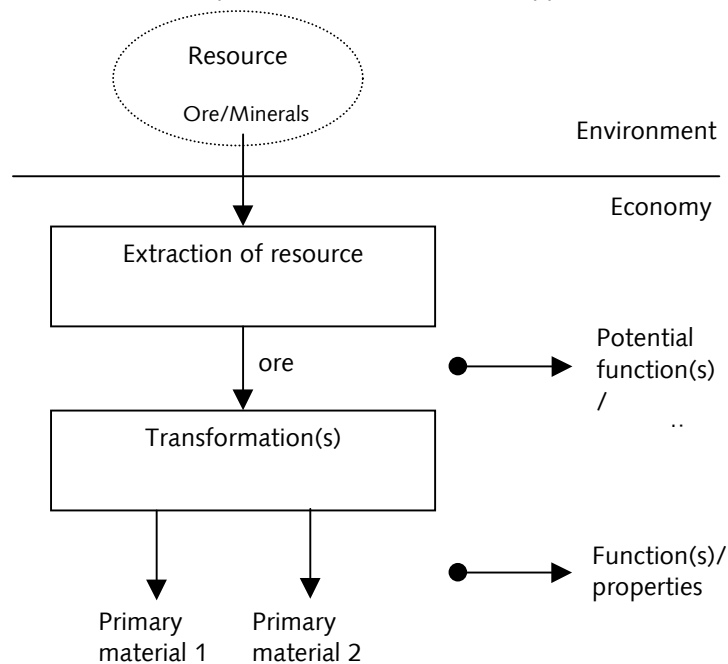 Resource
Ore/Minerals
Environment
Economy
Extraction of resource
ore
Potential
function(s)
/
Transformation(s)
Function(s)/
properties
Primary
material 1
Primary
material 2